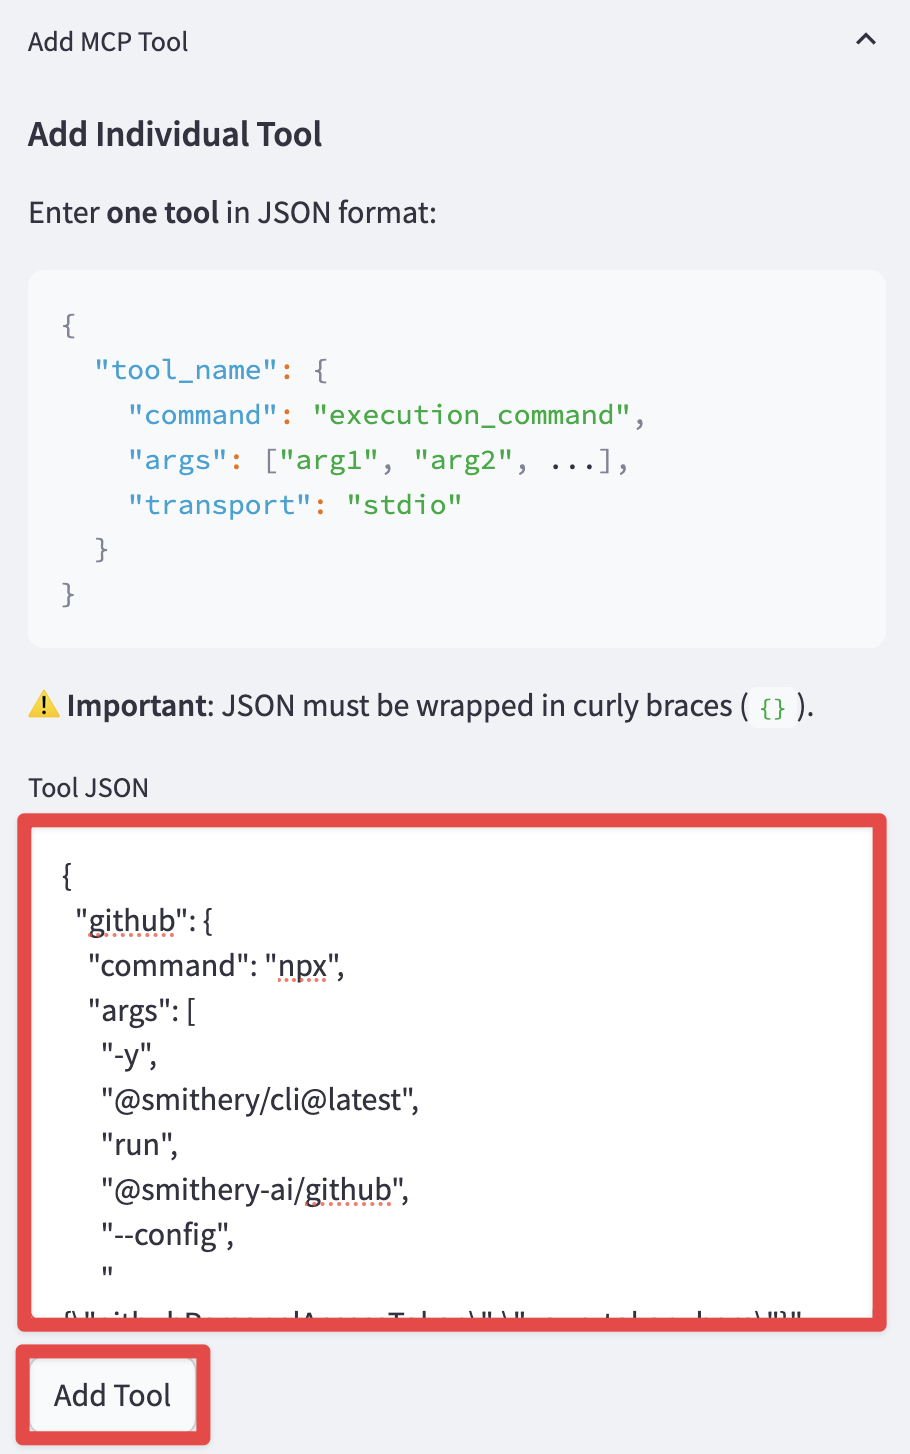 Add MCP Tool
Add Individual Tool
Enter one tool in JSON format:
{
  "tool_name": {
    "command": "execution_command",
    "args": ["arg1", "arg2", ...],
    "transport": "stdio"
  }
}
⚠️ Important: JSON must be wrapped in curly braces ( {} ).
Tool JSON
{
  "github": {
    "command": "npx",
    "args": [
      "-y",
      "@smithery/cli@latest",
      "run",
      "@smithery-ai/github",
      "--config",
      "
Add Tool